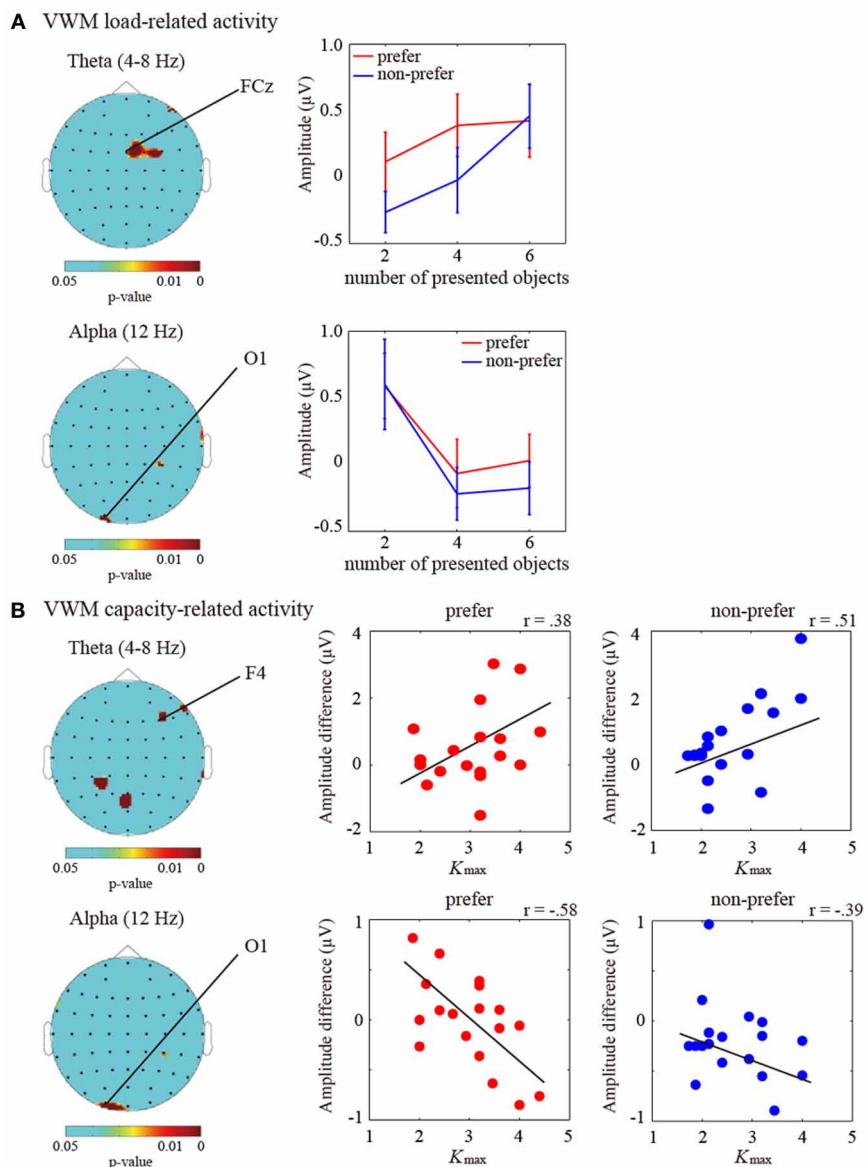 A VWM load-related activity
Theta (4-8 Hz)
FCz
0.05 0.01 0
p-value
1.0
0.5
0
-0.5
Amplitude (µV)
prefer
non-prefer
2 4 6
number of presented objects
Alpha (12 Hz)
O1
0.05 0.01 0
p-value
1.0
0.5
0
-0.5
Amplitude (µV)
prefer
non-prefer
2 4 6
number of presented objects
B VWM capacity-related activity
Theta (4-8 Hz)
F4
0.05 0.01 0
p-value
prefer
r = .38
Amplitude difference (µV)
4
2
0
-2
1 2 3 4 5
Kmax
non-prefer
r = .51
Amplitude difference (µV)
4
2
0
-2
1 2 3 4 5
Kmax
Alpha (12 Hz)
O1
0.05 0.01 0
p-value
prefer
r = -.58
Amplitude difference (µV)
1
0
-1
1 2 3 4 5
Kmax
non-prefer
r = -.39
Amplitude difference (µV)
1
0
-1
1 2 3 4 5
Kmax